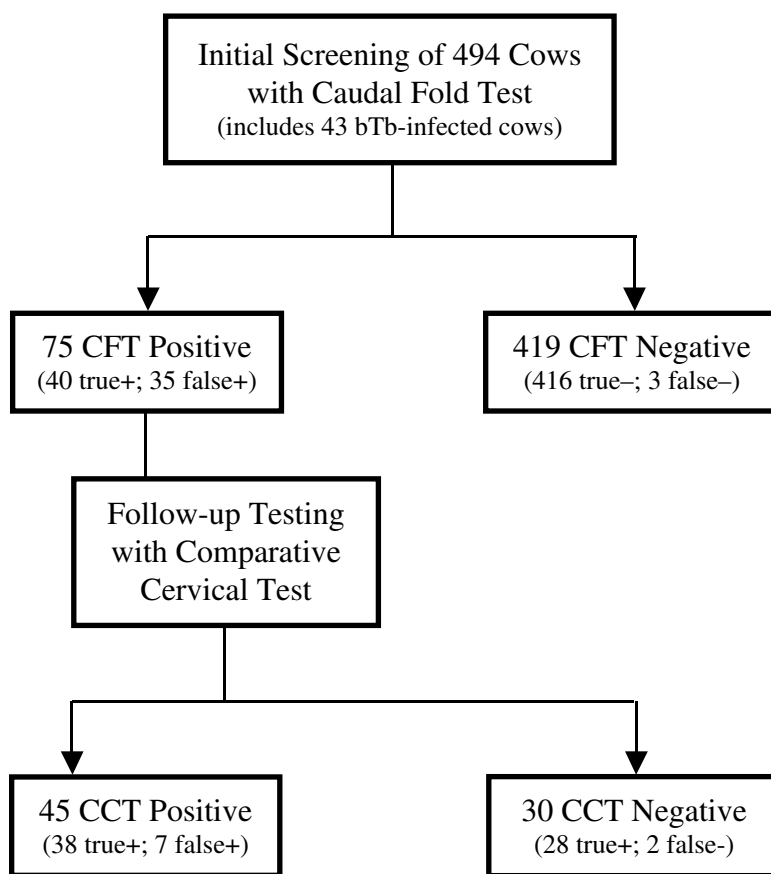 Initial Screening of 494 Cows
with Caudal Fold Test
(includes 43 bTb-infected cows)
75 CFT Positive
(40 true+; 35 false+)
419 CFT Negative
(416 true–; 3 false–)
Follow-up Testing
with Comparative
Cervical Test
45 CCT Positive
(38 true+; 7 false+)
30 CCT Negative
(28 true+; 2 false-)